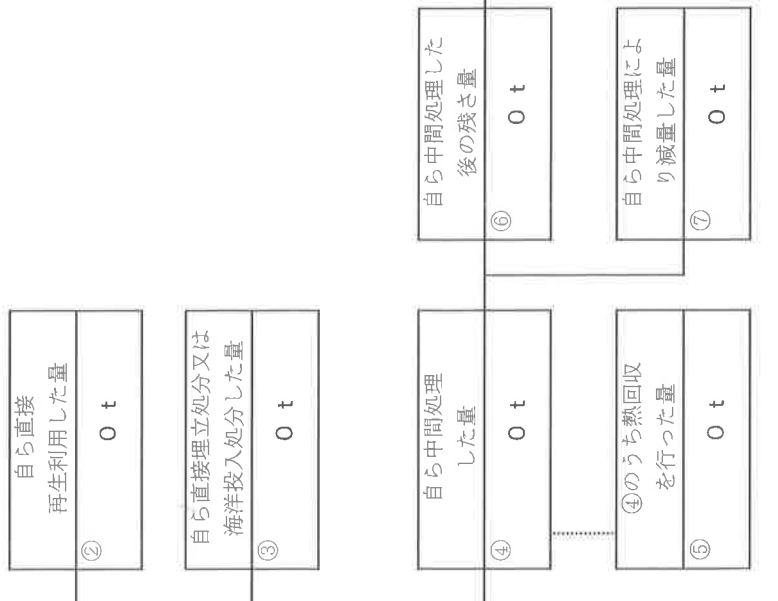 自ら直接
再生利用した量
②
0 t
自ら直接埋立処分又は
海洋投入処分した量
③
0 t
自ら中間処理
した量
④
0 t
④のうち熱回収
を行った量
⑤
0 t
自ら中間処理した
後の残さ量
⑥
0 t
自ら中間処理によ
り減量した量
⑦
0 t